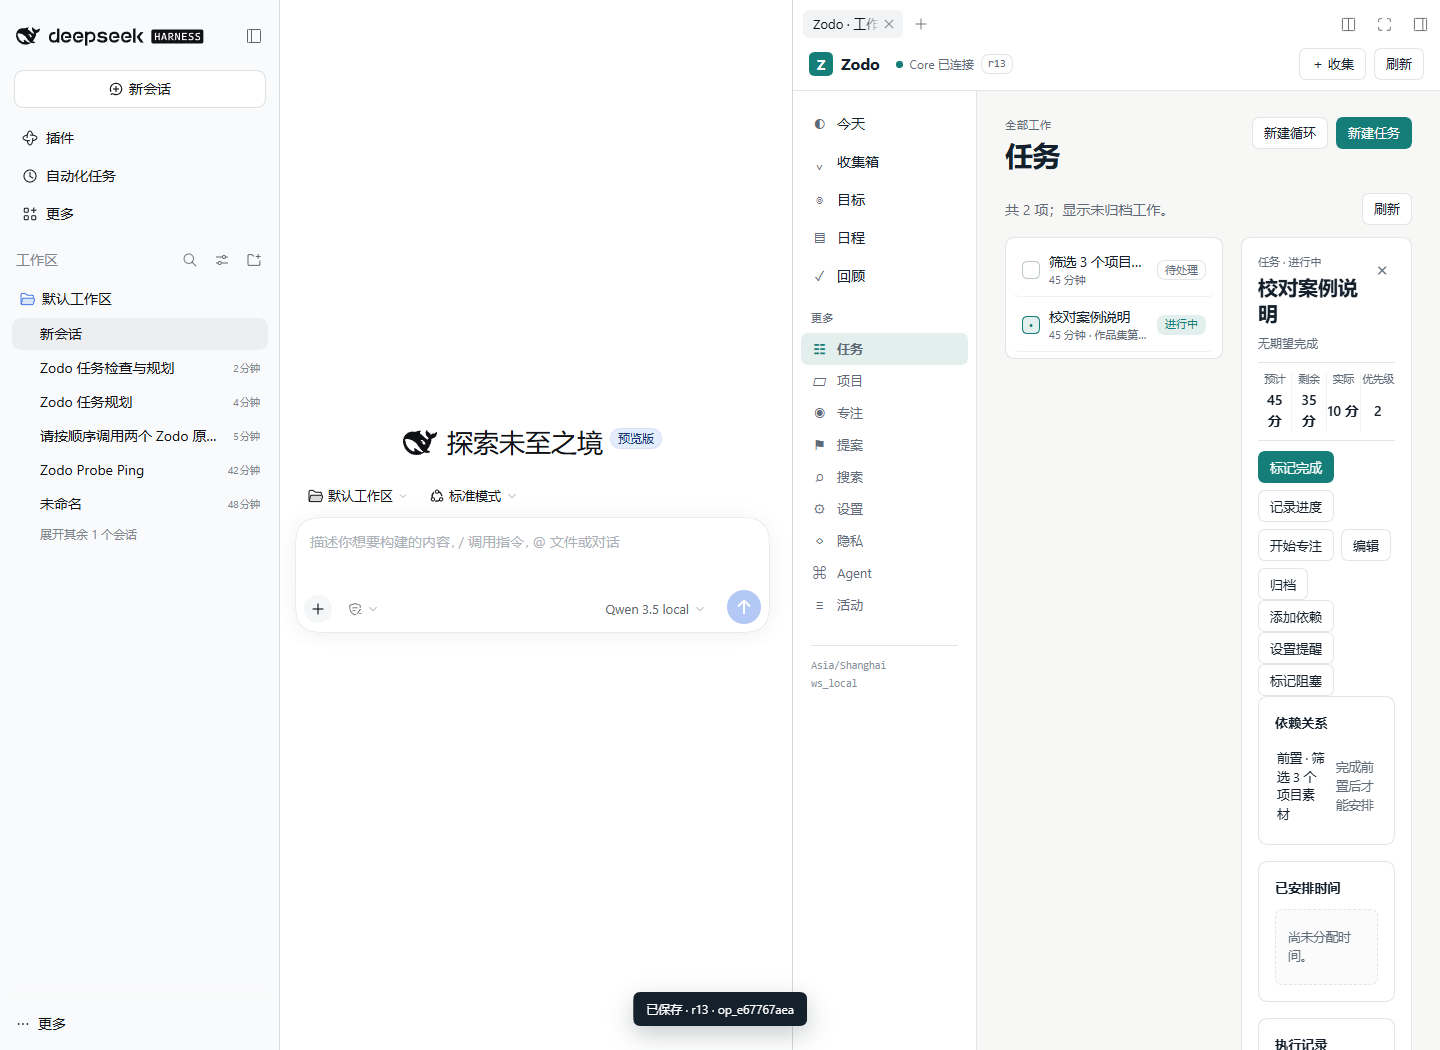 deepseek HARNESS
新会话
插件
自动化任务
更多
工作区
默认工作区
新会话
Zodo 任务检查与规划 2分钟
Zodo 任务规划 4分钟
请按顺序调用两个 Zodo 原... 5分钟
Zodo Probe Ping 42分钟
未命名 48分钟
展开其余 1 个会话
更多
探索未至之境 预览版
默认工作区 标准模式
描述你想要构建的内容, / 调用指令, @ 文件或对话
Qwen 3.5 local
已保存 · r13 · op_e67767aea
Zodo · 工作
Z Zodo Core 已连接 r13
+ 收集 刷新
今天
收集箱
目标
日程
回顾
更多
任务
项目
专注
提案
搜索
设置
隐私
Agent
活动
Asia/Shanghai
ws_local
全部工作
任务
新建循环 新建任务
共 2 项；显示未归档工作。
刷新
筛选 3 个项目... 待处理
45 分钟
校对案例说明 进行中
45 分钟 · 作品集第...
任务 · 进行中
校对案例说
明
无期望完成
预计 剩余 实际 优先级
45 分 35 分 10 分 2
标记完成
记录进度
开始专注 编辑
归档
添加依赖
设置提醒
标记阻塞
依赖关系
前置 · 筛
选 3 个
项目素
材
完成前
置后才
能安排
已安排时间
尚未分配时
间。
执行记录